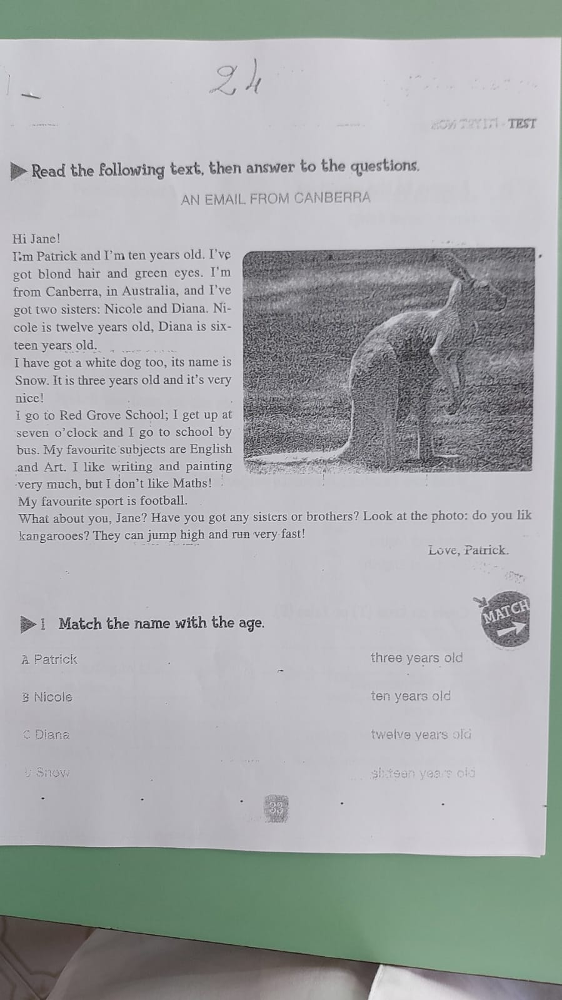 24
NOW TRY IT! - TEST
Read the following text, then answer to the questions.
AN EMAIL FROM CANBERRA
Hi Jane!
I'm Patrick and I'm ten years old. I've
got blond hair and green eyes. I'm
from Canberra, in Australia, and I've
got two sisters: Nicole and Diana. Ni-
cole is twelve years old, Diana is six-
teen years old.
I have got a white dog too, its name is
Snow. It is three years old and it's very
nice!
I go to Red Grove School; I get up at
seven o'clock and I go to school by
bus. My favourite subjects are English
and Art. I like writing and painting
very much, but I don't like Maths!
My favourite sport is football.
What about you, Jane? Have you got any sisters or brothers? Look at the photo: do you lik
kangarooes? They can jump high and run very fast!
Love, Patrick.
MATCH
1 Match the name with the age.
A Patrick three years old
B Nicole ten years old
C Diana twelve years old
D Snow sixteen years old
33